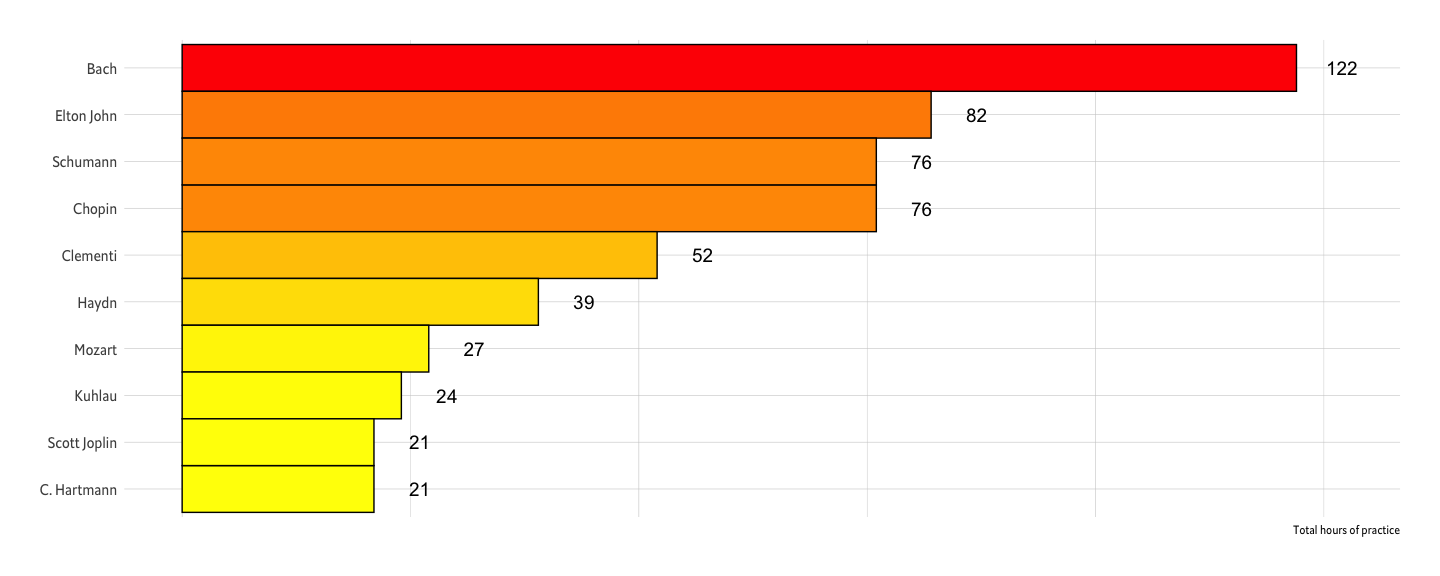 Bach 122
Elton John 82
Schumann 76
Chopin 76
Clementi 52
Haydn 39
Mozart 27
Kuhlau 24
Scott Joplin 21
C. Hartmann 21
Total hours of practice